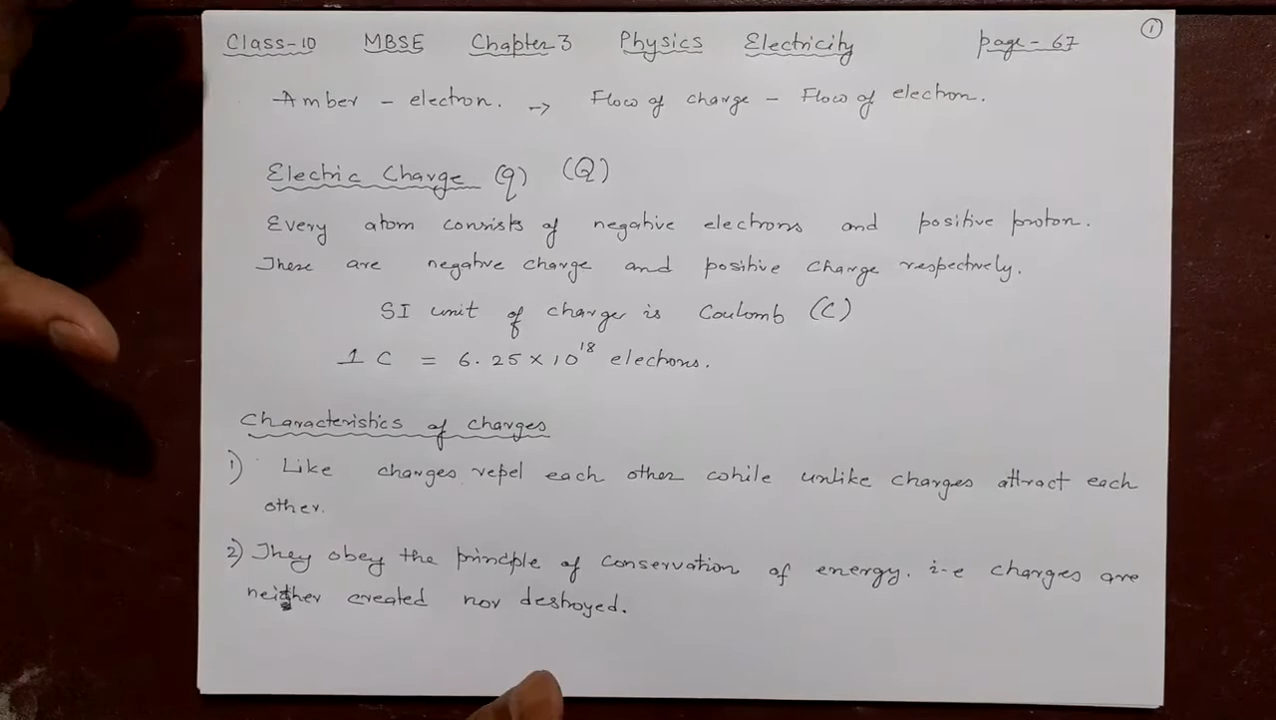 Class-10 MBSE Chapter 3 Physics Electricity page-67 1
Amber - electron. → Flow of charge - Flow of electron.
Electric Charge (q) (Q)
Every atom consists of negative electrons and positive proton.
These are negative charge and positive charge respectively.
SI unit of charge is Coulomb (C)
1 C = 6.25 × 10¹⁸ electrons.
Characteristics of charges
1) Like charges repel each other while unlike charges attract each
other.
2) They obey the principle of conservation of energy. i-e charges are
neither created nor destroyed.